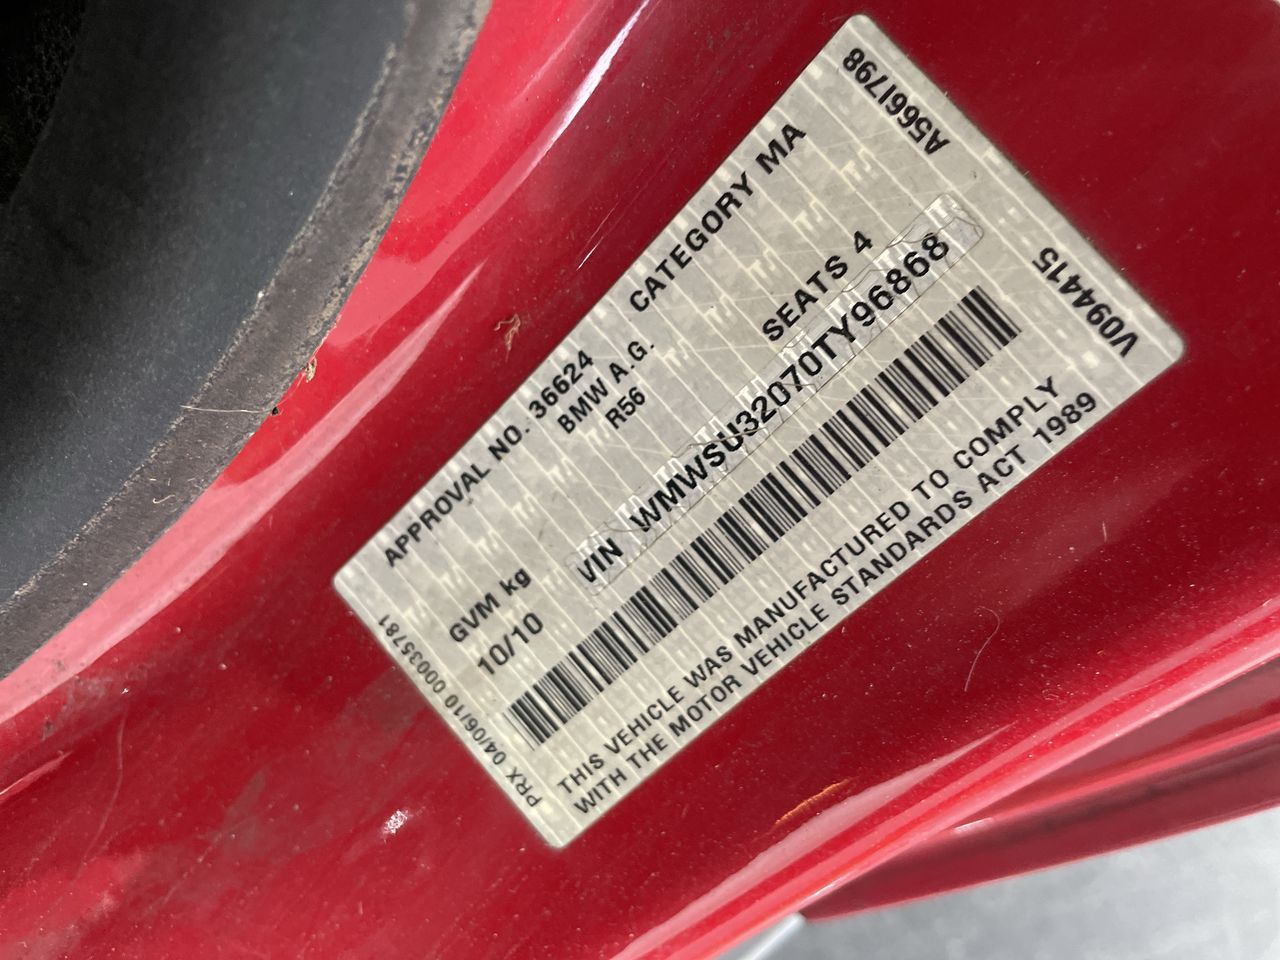 APPROVAL NO. 36624
CATEGORY MA
BMW A.G.
R56
GVM kg
SEATS 4
10/10
VIN WMWSU32070TY96868
THIS VEHICLE WAS MANUFACTURED TO COMPLY
WITH THE MOTOR VEHICLE STANDARDS ACT 1989
PRX 04/06/10 00035781
A5661798
V094415